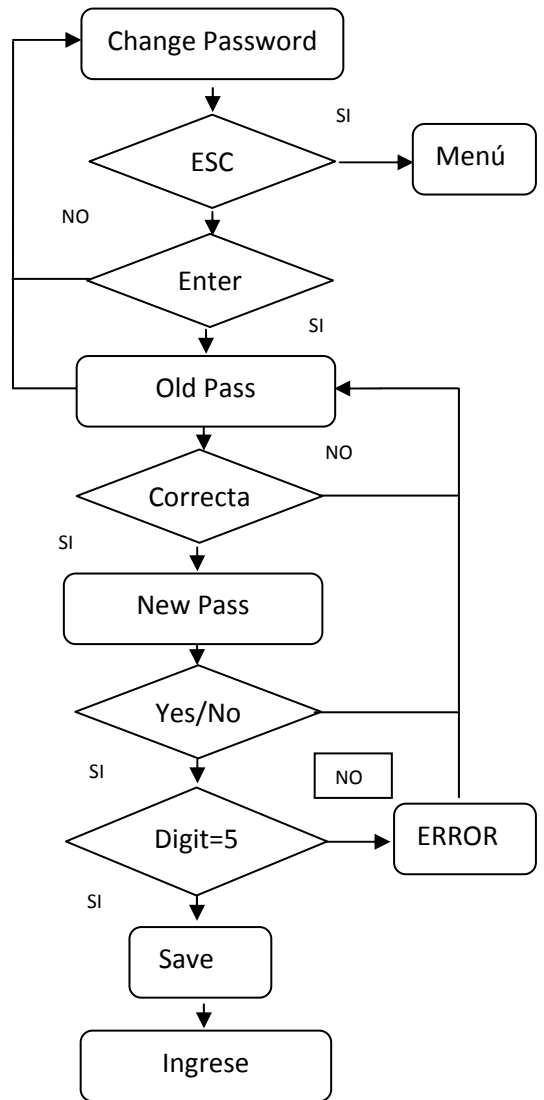 Change Password
SI
ESC
Menú
NO
Enter
SI
Old Pass
NO
Correcta
SI
New Pass
Yes/No
SI
NO
Digit=5
ERROR
SI
Save
Ingrese